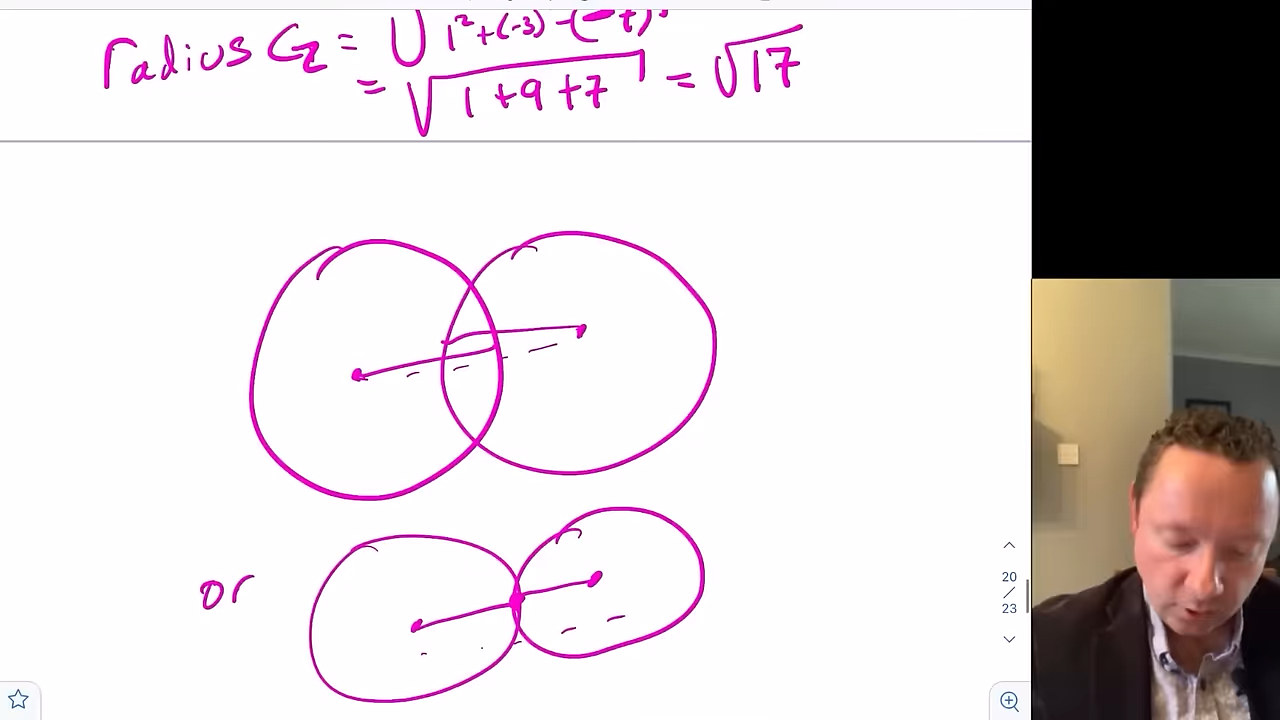 radius C₂ = √1²+(-3)²-(-7)
= √1+9+7 = √17
or
20
/
23